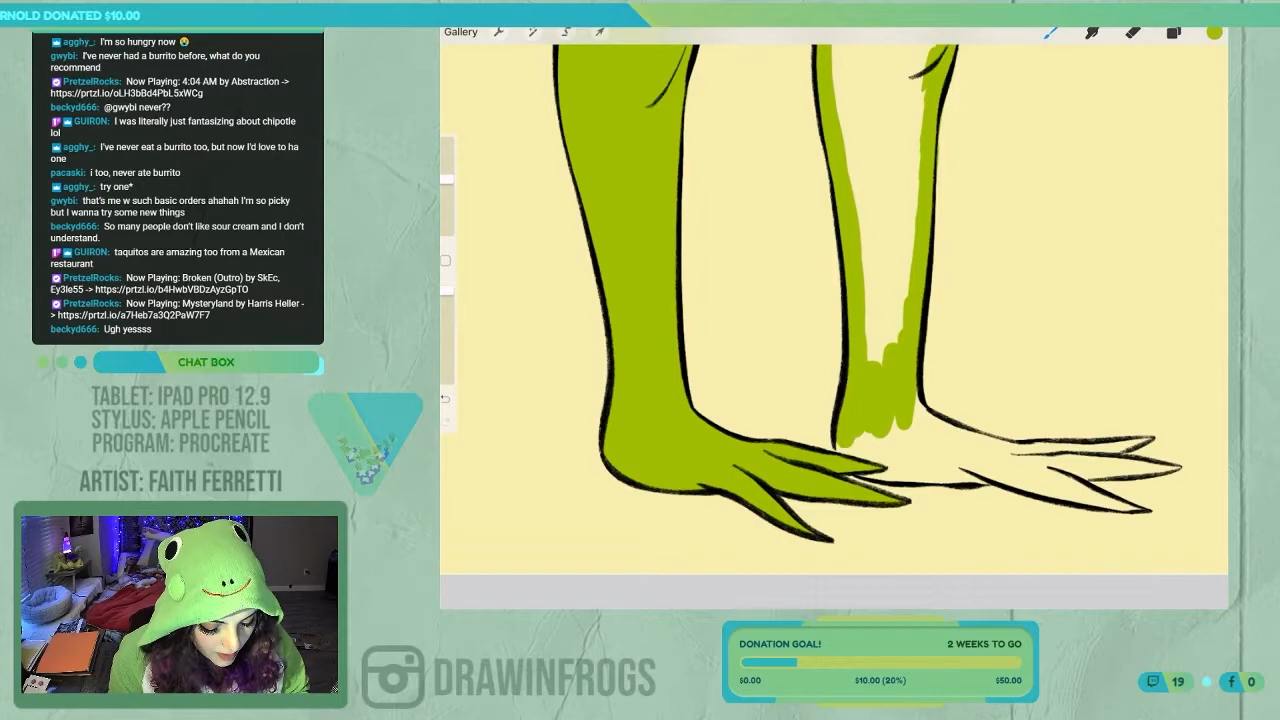 RNOLD DONATED $10.00
agghy_: I'm so hungry now 😭
gwybi: I've never had a burrito before, what do you
recommend
PretzelRocks: Now Playing: 4:04 AM by Abstraction ->
https://prtzl.io/oLH3bBd4PbL5xWCg
beckyd666: @gwybi never??
GUIR0N: I was literally just fantasizing about chipotle
lol
agghy_: I've never eat a burrito too, but now I'd love to ha
one
pacaski: i too, never ate burrito
agghy_: try one*
gwybi: that's me w such basic orders ahahah I'm so picky
but I wanna try some new things
beckyd666: So many people don't like sour cream and I don't
understand.
GUIR0N: taquitos are amazing too from a Mexican
restaurant
PretzelRocks: Now Playing: Broken (Outro) by SkEc,
Ey3le55 -> https://prtzl.io/b4HwbVBDzAyzGpTO
PretzelRocks: Now Playing: Mysteryland by Harris Heller -
> https://prtzl.io/a7Heb7a3Q2PaW7F7
beckyd666: Ugh yessss
CHAT BOX
TABLET: IPAD PRO 12.9
STYLUS: APPLE PENCIL
PROGRAM: PROCREATE
ARTIST: FAITH FERRETTI
Gallery
DRAWINFROGS
DONATION GOAL! 2 WEEKS TO GO
$0.00 $10.00 (20%) $50.00
19 0